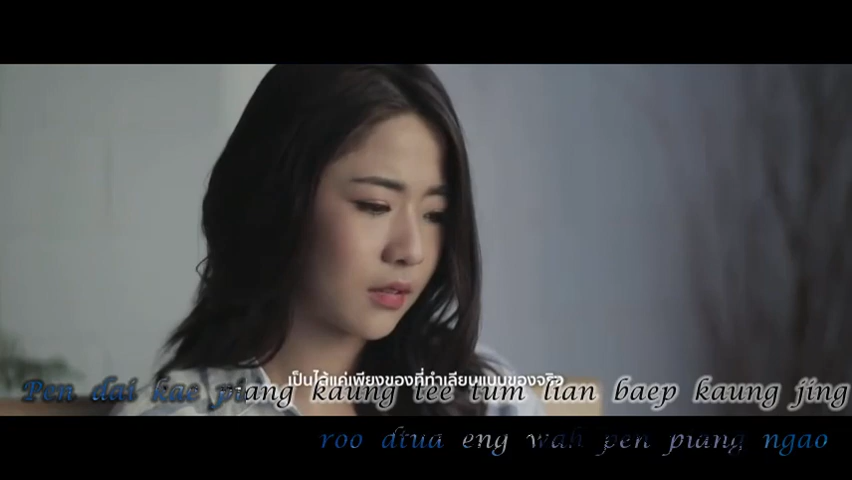 เป็นได้แค่เพียงของที่ทำเลียนแบบของจริง
Pen dai kae piang kaung tee tum lian baep kaung jing
roo dtua eng wah pen piang ngao